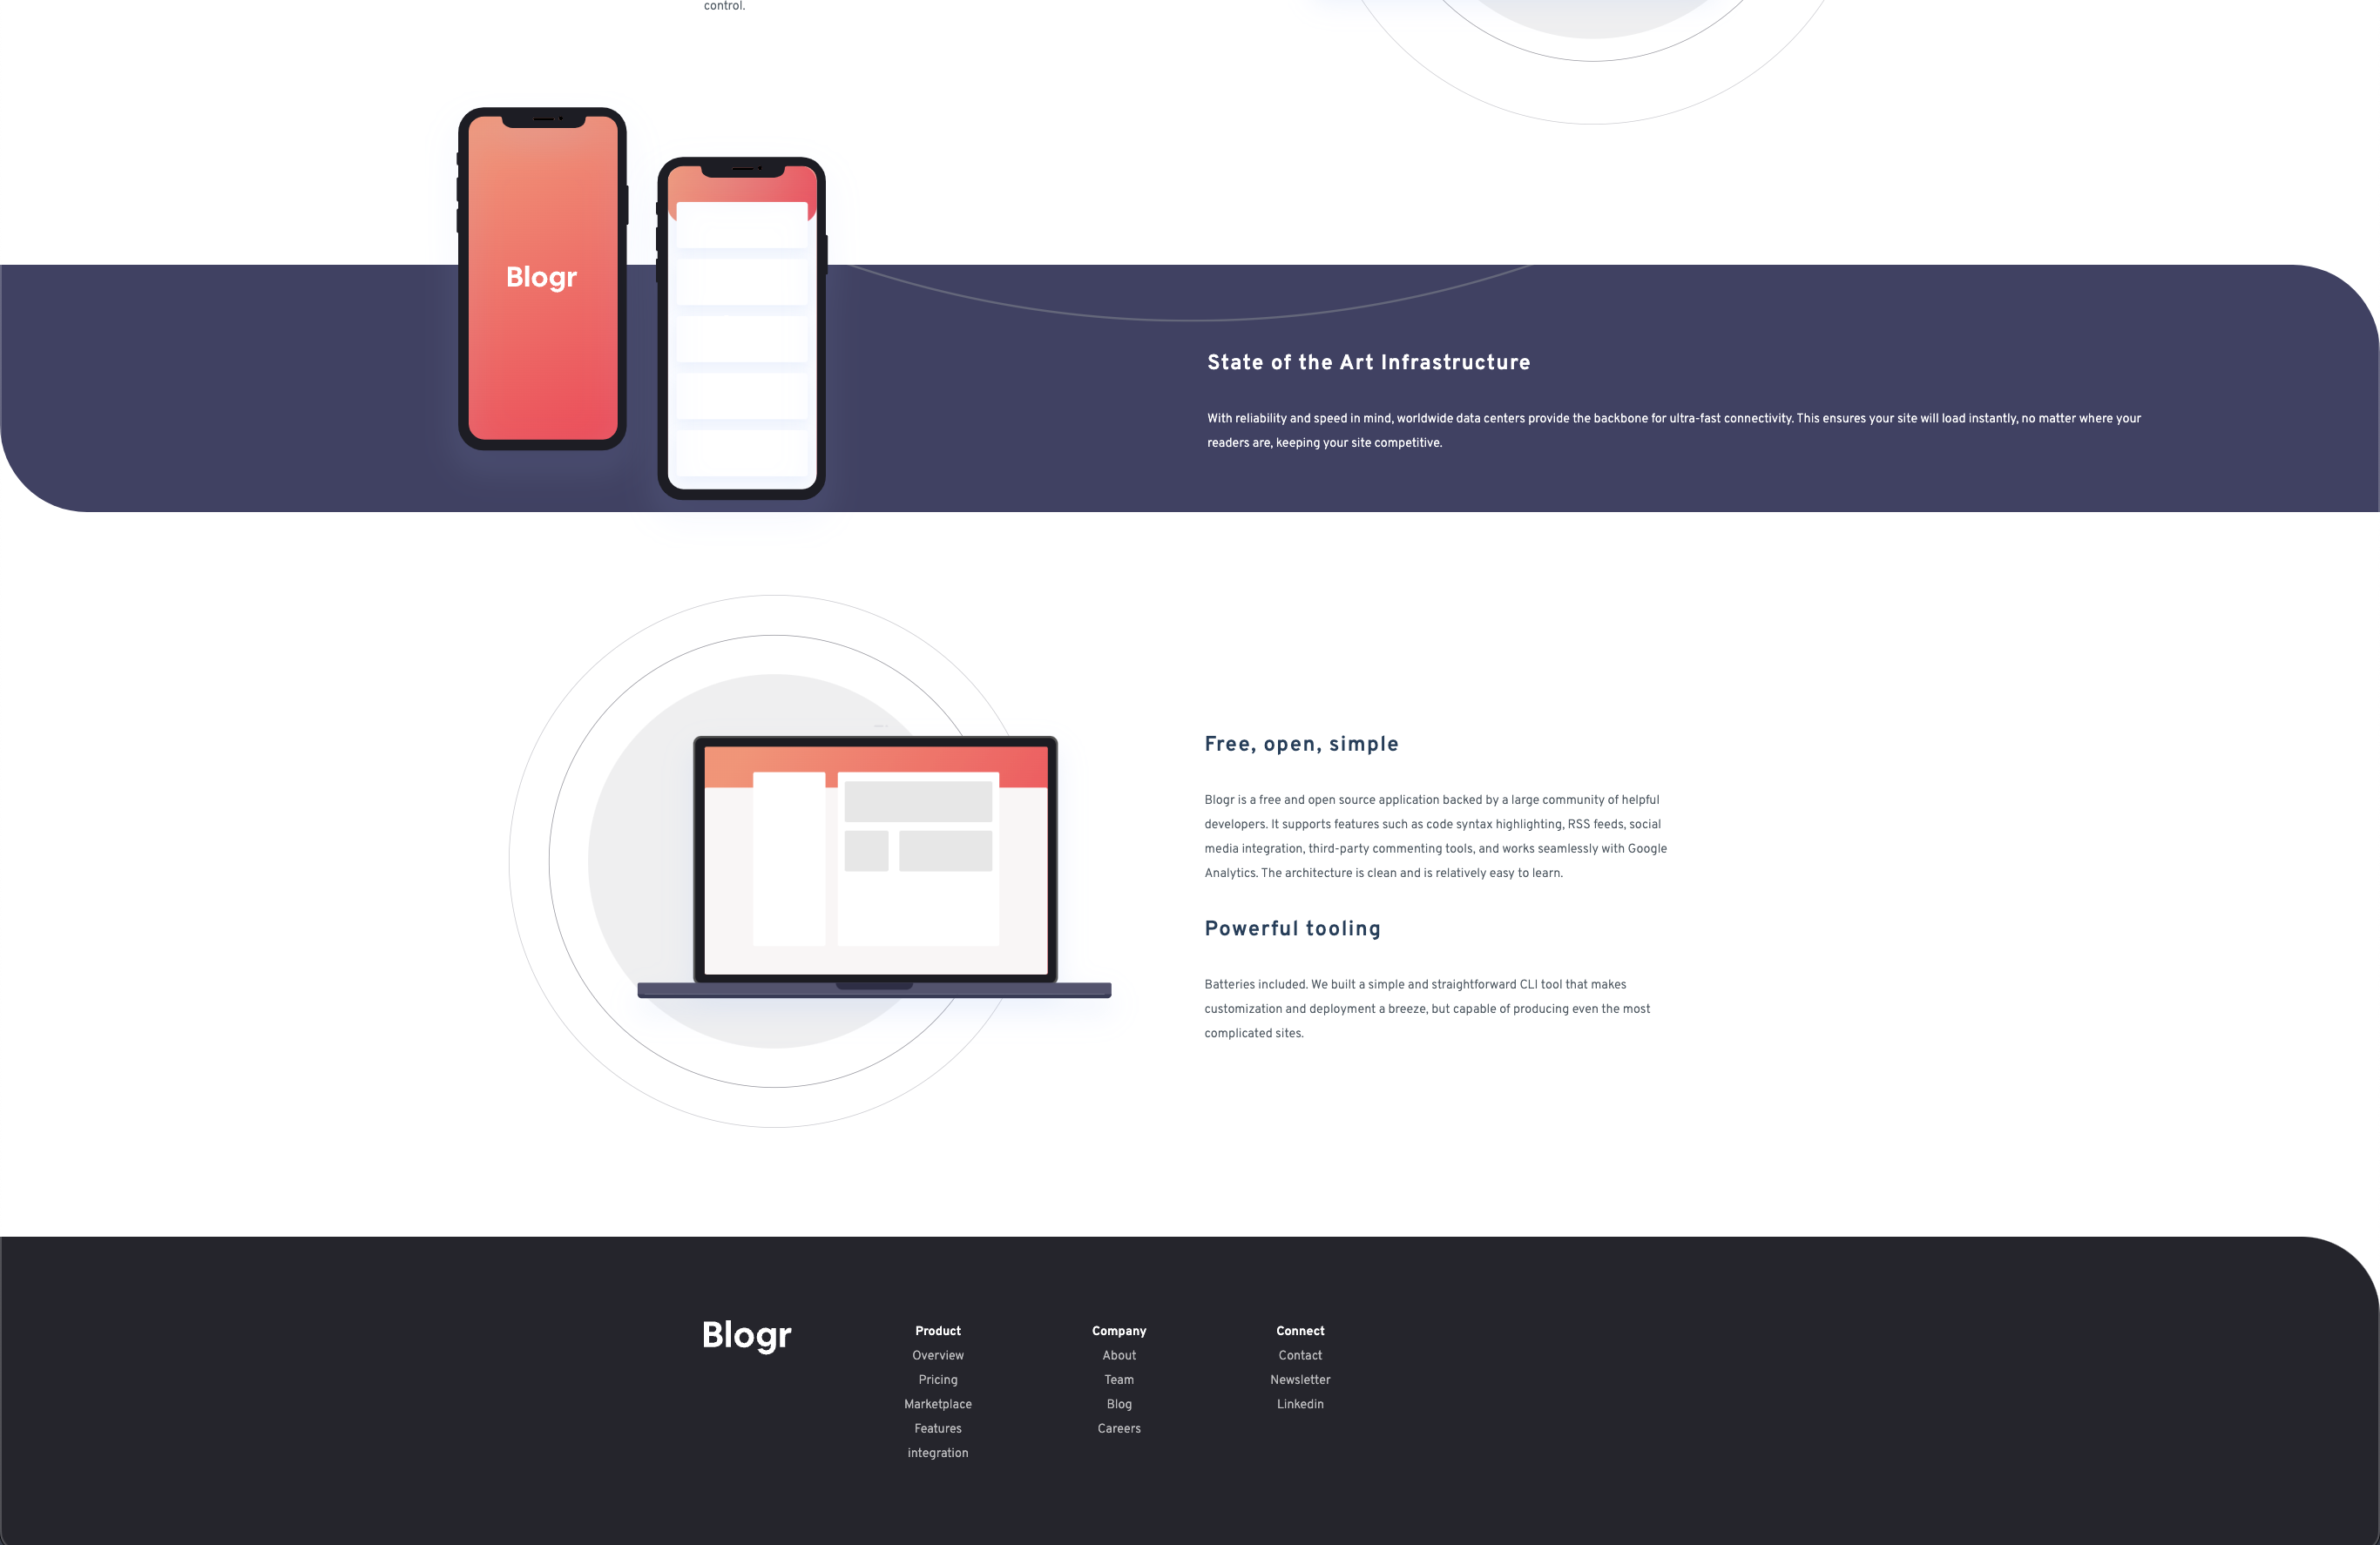 control.
Blogr
State of the Art Infrastructure
With reliability and speed in mind, worldwide data centers provide the backbone for ultra-fast connectivity. This ensures your site will load instantly, no matter where your
readers are, keeping your site competitive.
Free, open, simple
Blogr is a free and open source application backed by a large community of helpful
developers. It supports features such as code syntax highlighting, RSS feeds, social
media integration, third-party commenting tools, and works seamlessly with Google
Analytics. The architecture is clean and is relatively easy to learn.
Powerful tooling
Batteries included. We built a simple and straightforward CLI tool that makes
customization and deployment a breeze, but capable of producing even the most
complicated sites.
Blogr
Product
Overview
Pricing
Marketplace
Features
integration
Company
About
Team
Blog
Careers
Connect
Contact
Newsletter
Linkedin